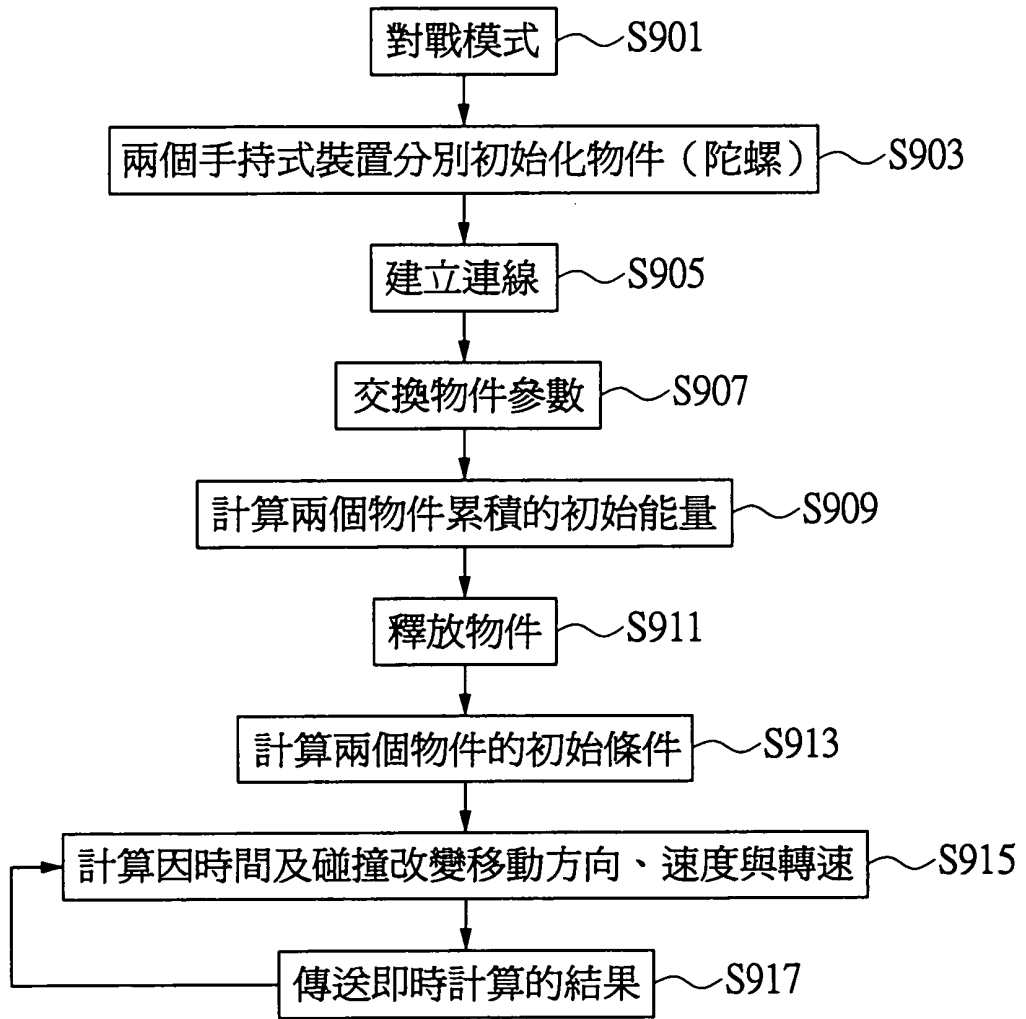 對戰模式 S901
兩個手持式裝置分別初始化物件（陀螺） S903
建立連線 S905
交換物件參數 S907
計算兩個物件累積的初始能量 S909
釋放物件 S911
計算兩個物件的初始條件 S913
計算因時間及碰撞改變移動方向、速度與轉速 S915
傳送即時計算的結果 S917